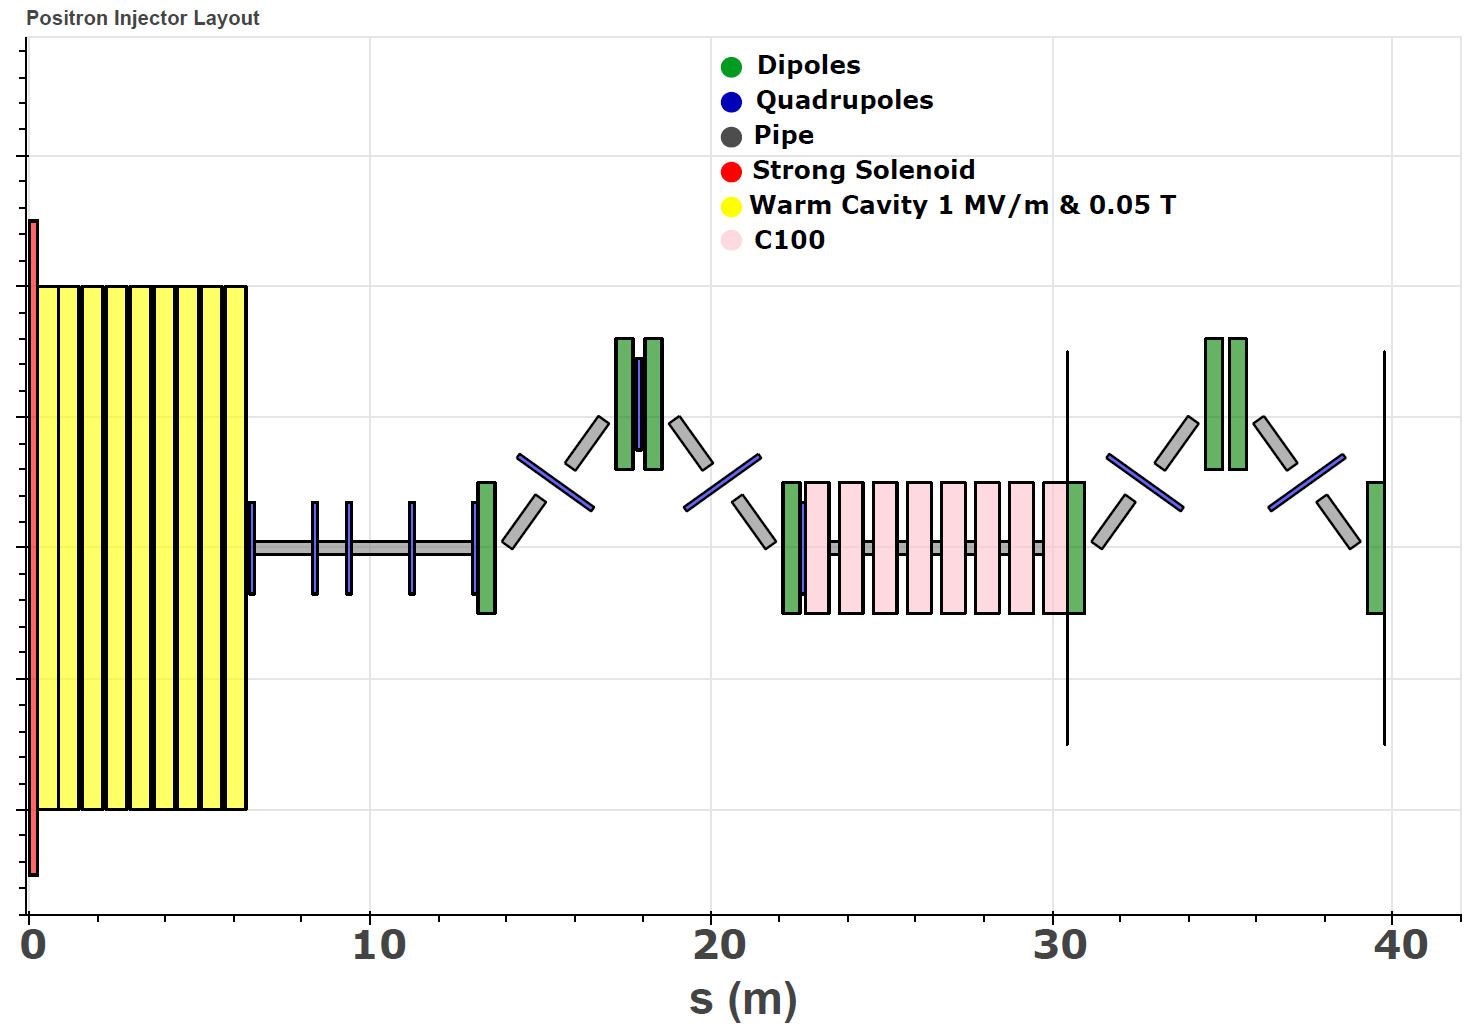 Positron Injector Layout
Dipoles
Quadrupoles
Pipe
Strong Solenoid
Warm Cavity 1 MV/m & 0.05 T
C100
0 10 20 30 40
s (m)